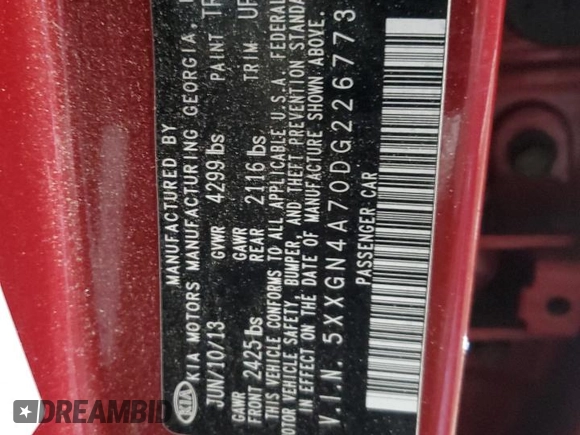 MANUFACTURED BY
KIA MOTORS MANUFACTURING GEORGIA,
JUN/10/13 GVWR 4299 lbs PAINT
GAWR FRONT 2425 lbs GAWR REAR 2116 lbs TRIM
THIS VEHICLE CONFORMS TO ALL APPLICABLE U.S.A. FEDERAL
MOTOR VEHICLE SAFETY, BUMPER, AND THEFT PREVENTION STANDA
IN EFFECT ON THE DATE OF MANUFACTURE SHOWN ABOVE.
V.I.N. 5XXGN4A70DG226773
PASSENGER CAR
KIA
DREAMBID